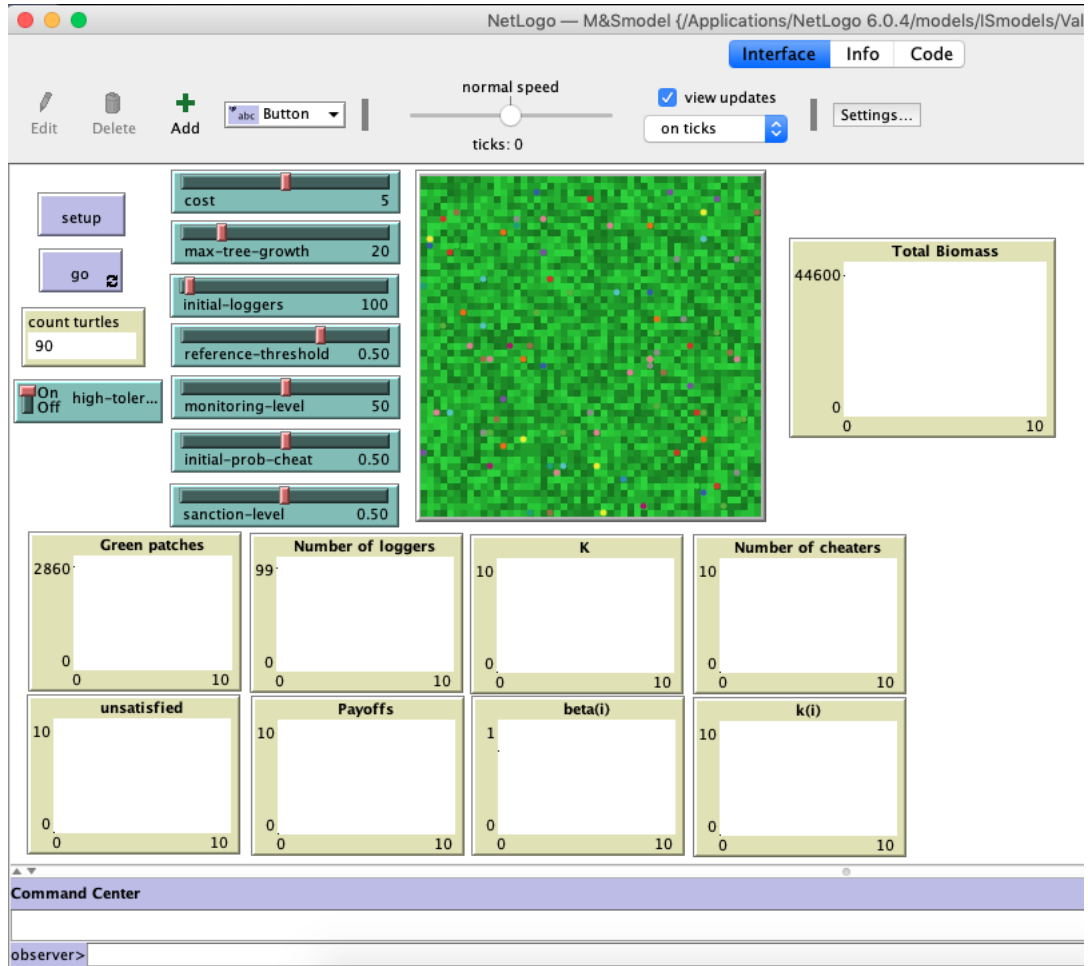 NetLogo — M&Smodel {/Applications/NetLogo 6.0.4/models/ISmodels/Val
Interface Info Code
Edit Delete Add abc Button normal speed view updates Settings...
on ticks
ticks: 0
setup
go
count turtles
90
On
Off
high-toler...
cost 5
max-tree-growth 20
initial-loggers 100
reference-threshold 0.50
monitoring-level 50
initial-prob-cheat 0.50
sanction-level 0.50
Total Biomass
44600
0
0 10
Green patches
2860
0
0 10
Number of loggers
99
0
0 10
K
10
0
0 10
Number of cheaters
10
0
0 10
unsatisfied
10
0
0 10
Payoffs
10
0
0 10
beta(i)
1
0
0 10
k(i)
10
0
0 10
Command Center
observer>